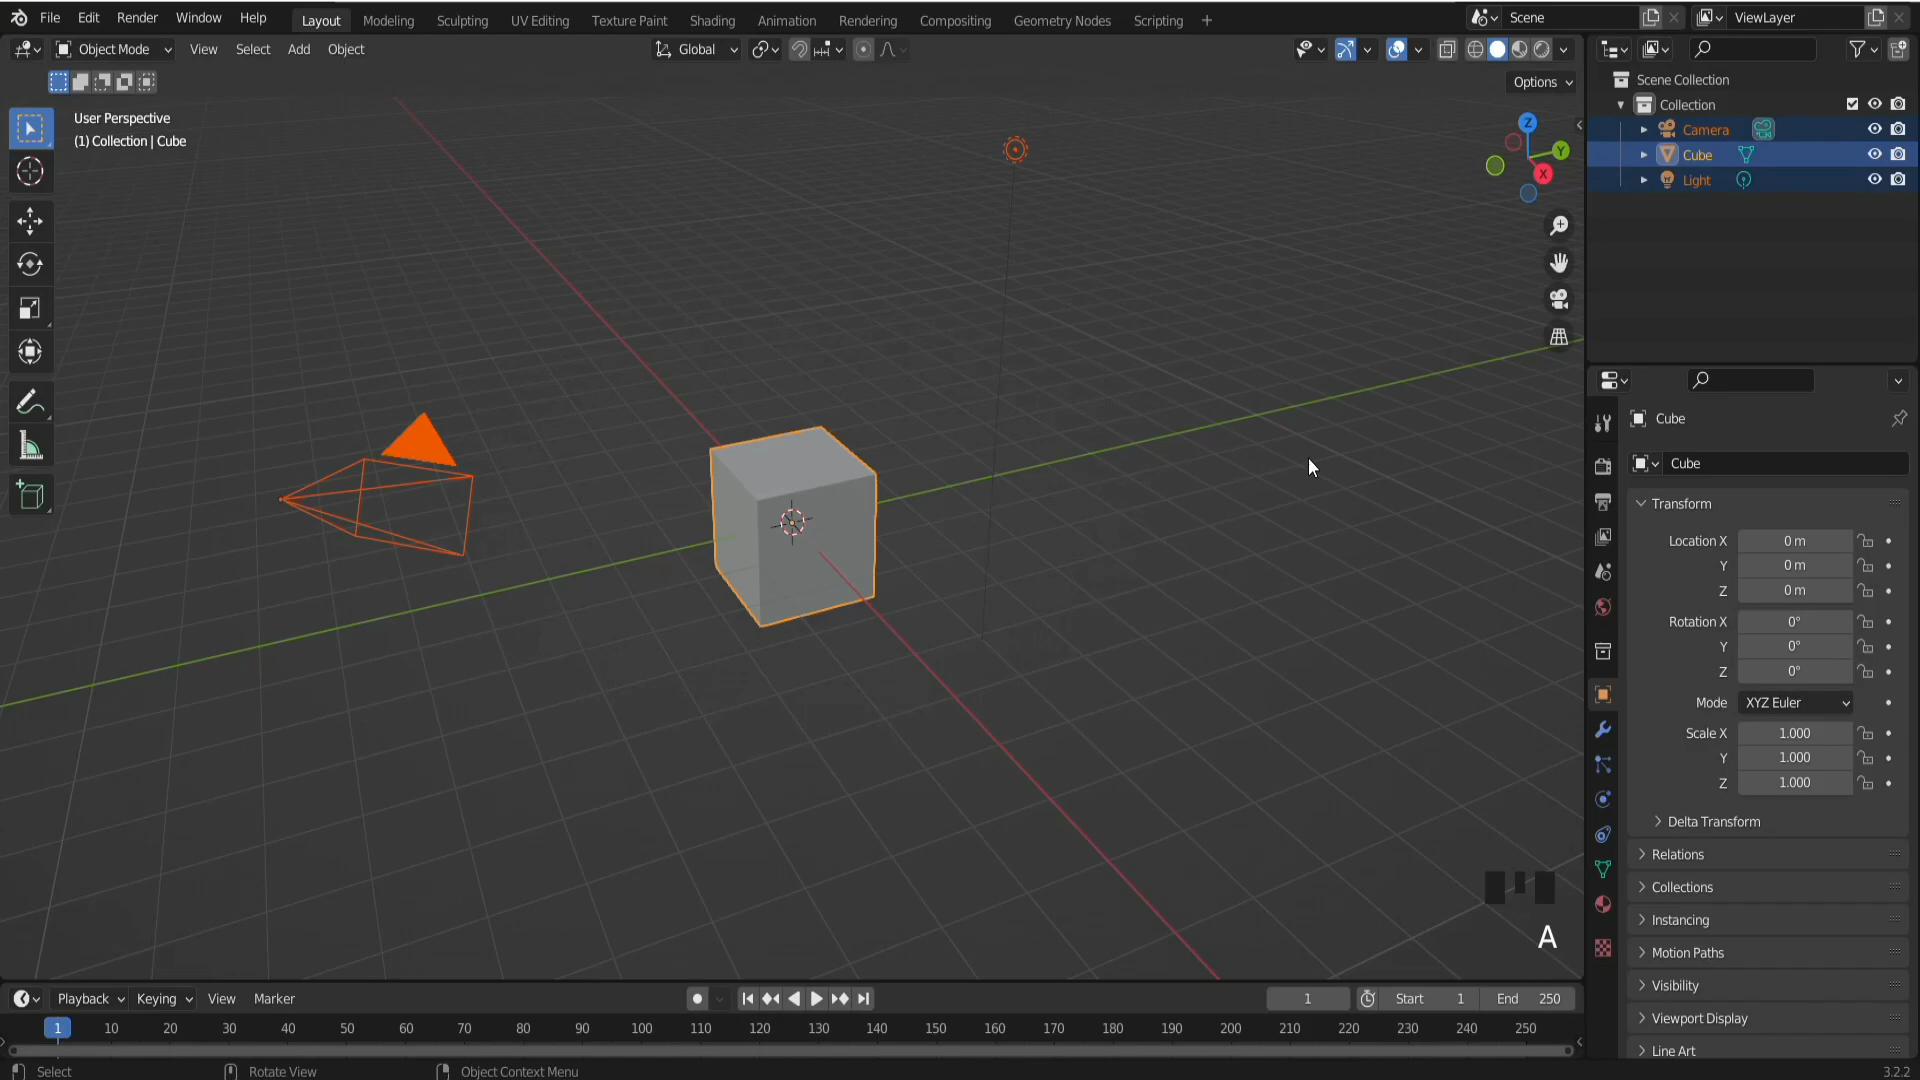 File Edit Render Window Help Layout Modeling Sculpting UV Editing Texture Paint Shading Animation Rendering Compositing Geometry Nodes Scripting + Scene ViewLayer
Object Mode View Select Add Object Global
Options
User Perspective
(1) Collection | Cube
Z
Y
X
Scene Collection
Collection
Camera
Cube
Light
Cube
Cube
Transform
Location X 0 m
Y 0 m
Z 0 m
Rotation X 0°
Y 0°
Z 0°
Mode XYZ Euler
Scale X 1.000
Y 1.000
Z 1.000
Delta Transform
Relations
Collections
Instancing
Motion Paths
Visibility
Viewport Display
Line Art
A
Playback Keying View Marker 1 Start 1 End 250
1 10 20 30 40 50 60 70 80 90 100 110 120 130 140 150 160 170 180 190 200 210 220 230 240 250
Select Rotate View Object Context Menu 3.2.2